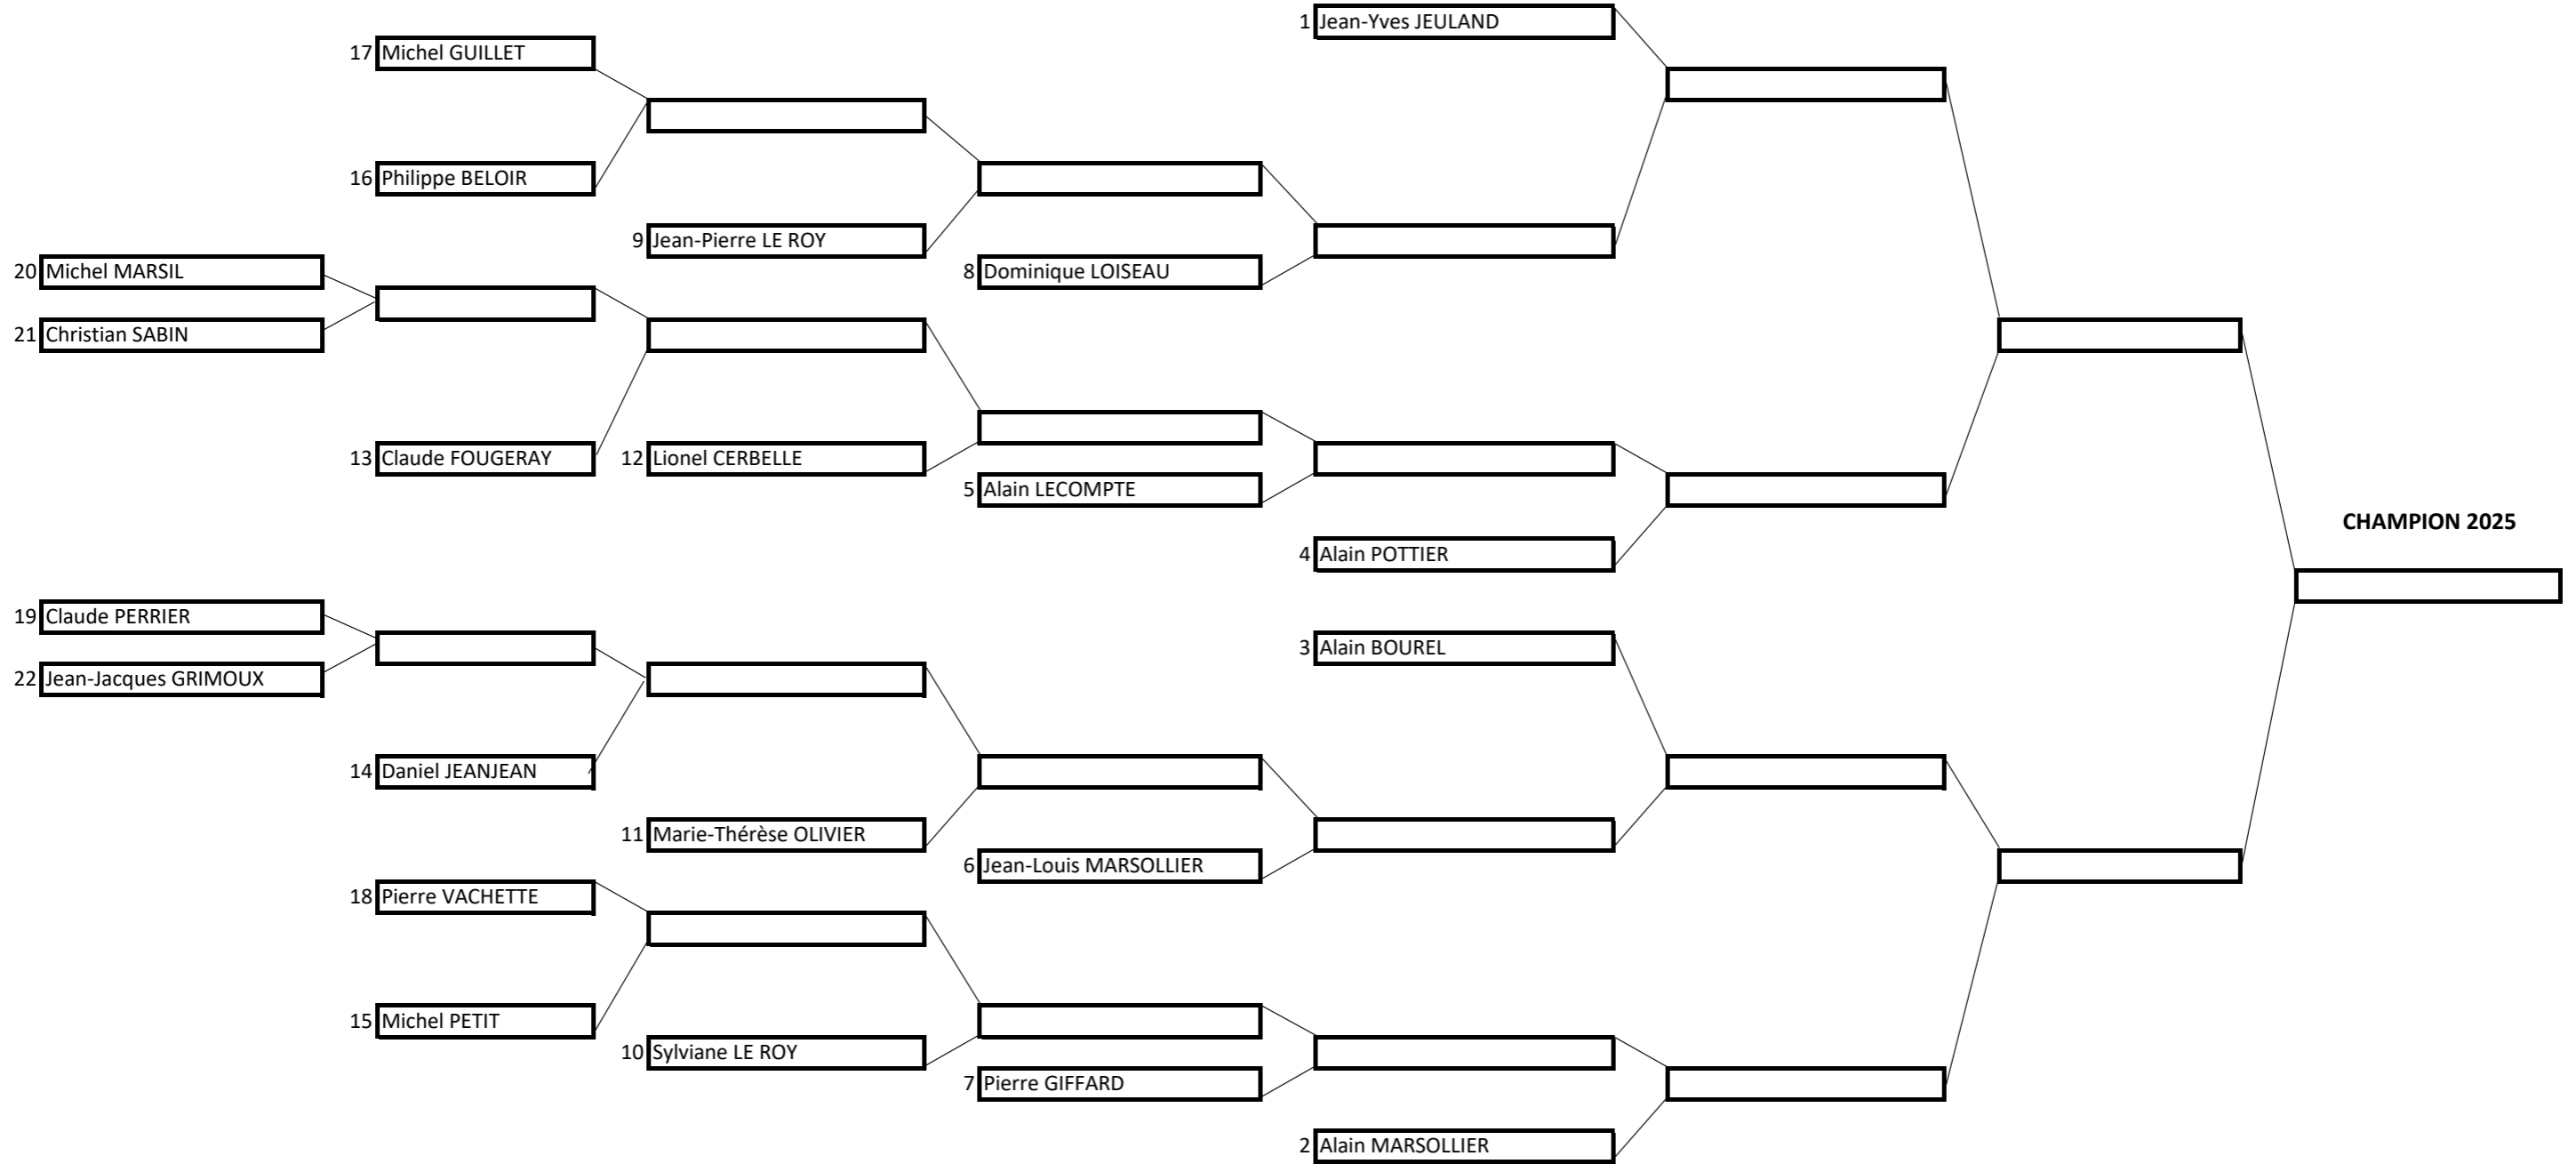 1 Jean-Yves JEULAND
17 Michel GUILLET
16 Philippe BELOIR
9 Jean-Pierre LE ROY
20 Michel MARSIL
8 Dominique LOISEAU
21 Christian SABIN
13 Claude FOUGERAY
12 Lionel CERBELLE
5 Alain LECOMPTE
CHAMPION 2025
4 Alain POTTIER
19 Claude PERRIER
3 Alain BOUREL
22 Jean-Jacques GRIMOUX
14 Daniel JEANJEAN
11 Marie-Thérèse OLIVIER
6 Jean-Louis MARSOLLIER
18 Pierre VACHETTE
15 Michel PETIT
10 Sylviane LE ROY
7 Pierre GIFFARD
2 Alain MARSOLLIER